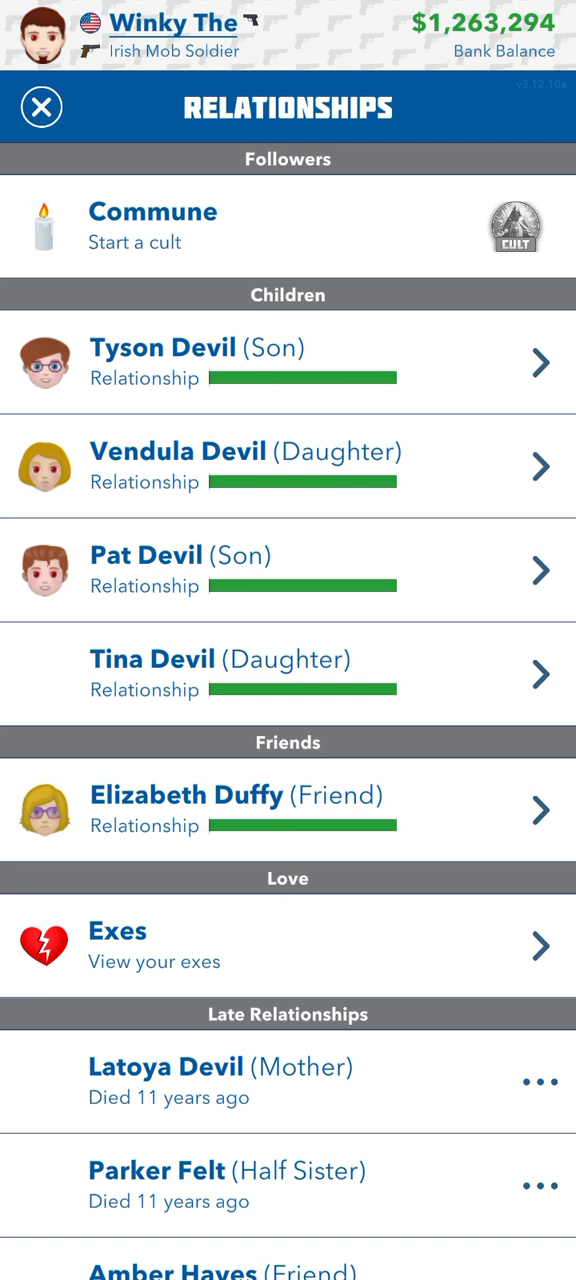 Winky The
$1,263,294
Irish Mob Soldier
Bank Balance
v3.12.10a
RELATIONSHIPS
Followers
Commune
Start a cult
CULT
Children
Tyson Devil (Son)
Relationship
Vendula Devil (Daughter)
Relationship
Pat Devil (Son)
Relationship
Tina Devil (Daughter)
Relationship
Friends
Elizabeth Duffy (Friend)
Relationship
Love
Exes
View your exes
Late Relationships
Latoya Devil (Mother)
Died 11 years ago
Parker Felt (Half Sister)
Died 11 years ago
Amber Hayes (Friend)